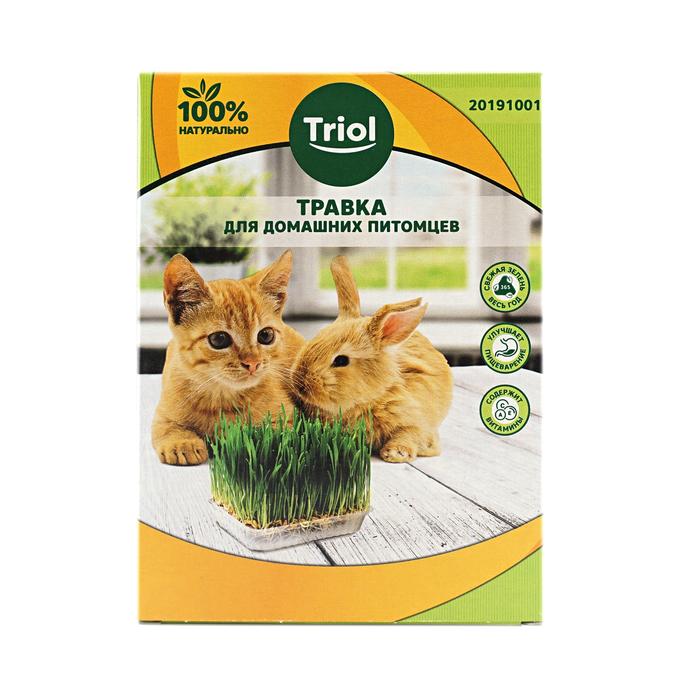 100%
НАТУРАЛЬНО
Triol
20191001
ТРАВКА
ДЛЯ ДОМАШНИХ ПИТОМЦЕВ
СВЕЖАЯ ЗЕЛЕНЬ
365
ВЕСЬ ГОД
УЛУЧШАЕТ
ПИЩЕВАРЕНИЕ
СОДЕРЖИТ
C
A E
ВИТАМИНЫ